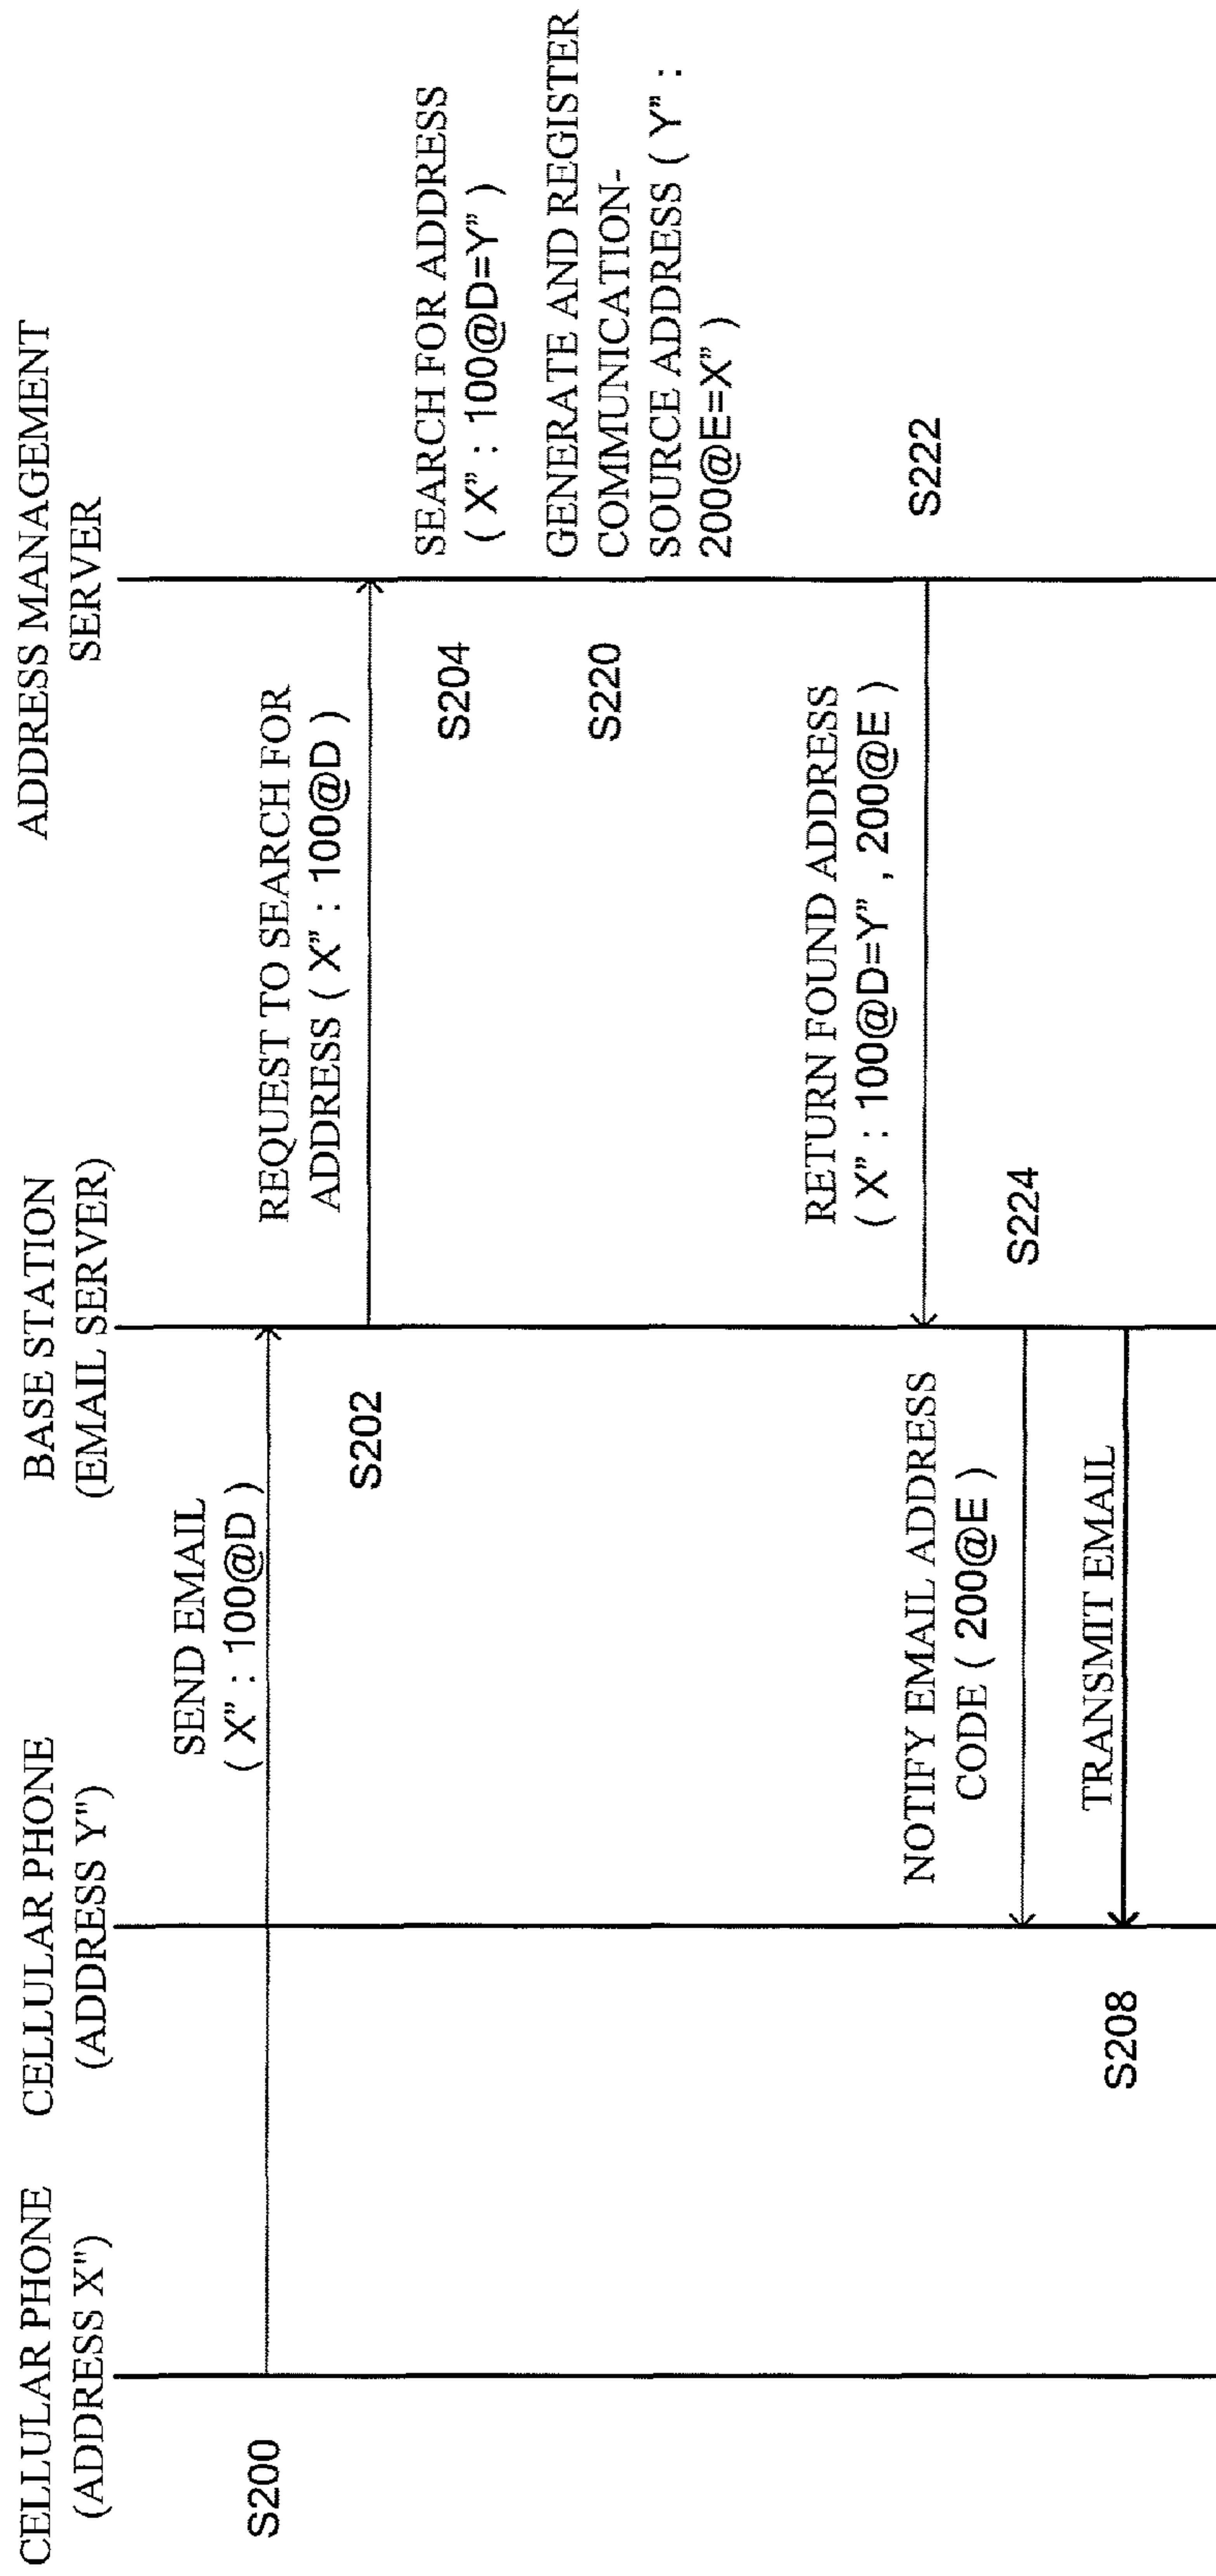 CELLULAR PHONE
(ADDRESS X")
CELLULAR PHONE
(ADDRESS Y")
BASE STATION
(EMAIL SERVER)
ADDRESS MANAGEMENT
SERVER
S200
SEND EMAIL
( X” : 100@D )
S202
REQUEST TO SEARCH FOR
ADDRESS ( X” : 100@D )
S204
SEARCH FOR ADDRESS
( X” : 100@D=Y” )
S220
GENERATE AND REGISTER
COMMUNICATION-
SOURCE ADDRESS ( Y” :
200@E=X” )
RETURN FOUND ADDRESS
( X” : 100@D=Y” , 200@E )
S222
NOTIFY EMAIL ADDRESS
CODE ( 200@E )
S224
TRANSMIT EMAIL
S208